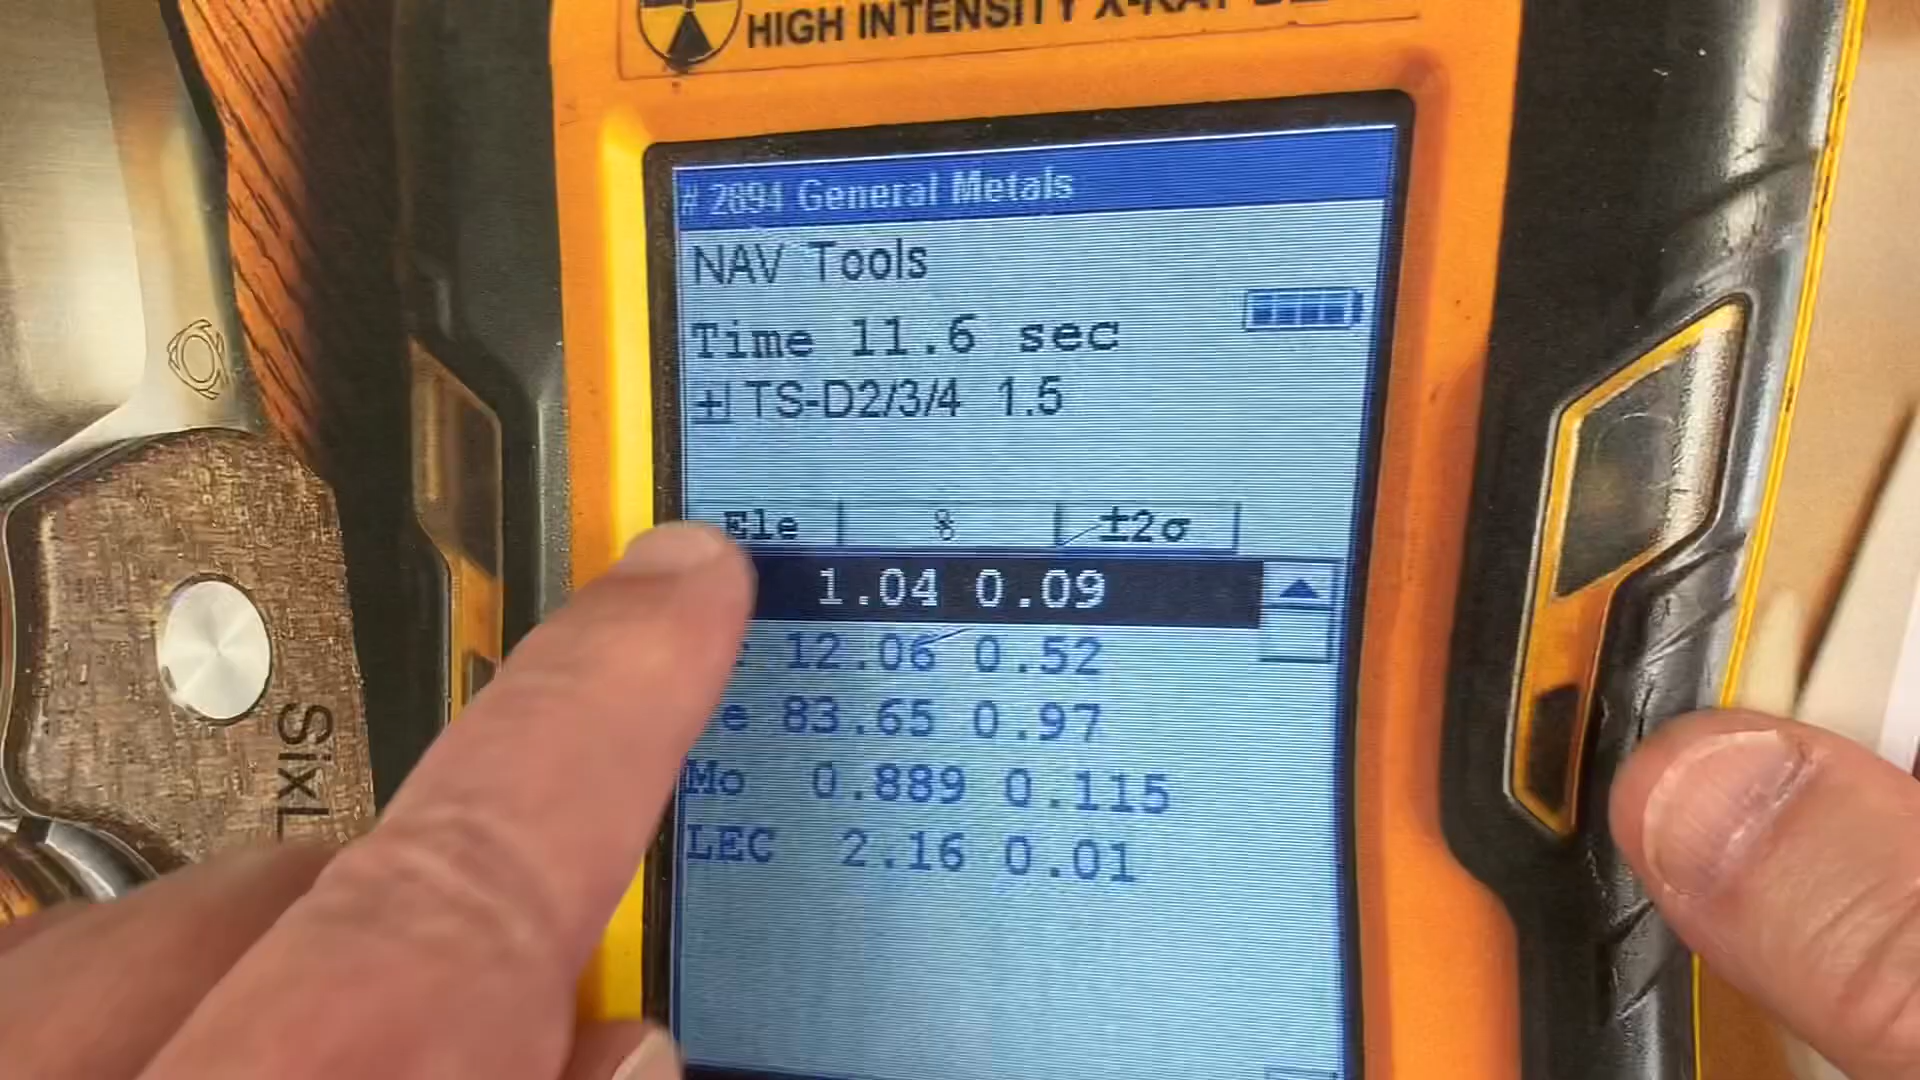 HIGH INTENSITY X-RAY
# 2894 General Metals
NAV Tools
Time 11.6 sec
± TS-D2/3/4 1.5
Ele | % | ±2σ |
1.04 0.09
12.06 0.52
e 83.65 0.97
Mo 0.889 0.115
LEC 2.16 0.01
SixL